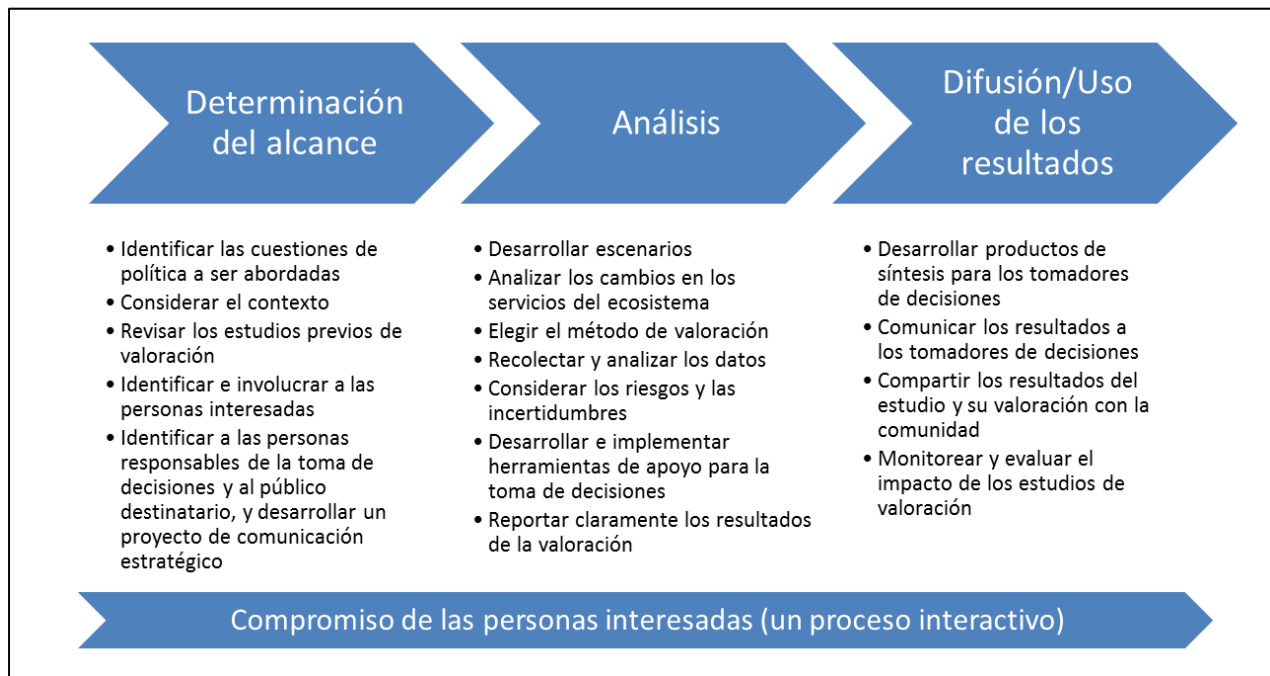 Determinación
del alcance
• Identificar las cuestiones de
política a ser abordadas
• Considerar el contexto
• Revisar los estudios previos de
valoración
• Identificar e involucrar a las
personas interesadas
• Identificar a las personas
responsables de la toma de
decisiones y al público
destinatario, y desarrollar un
proyecto de comunicación
estratégico
Análisis
• Desarrollar escenarios
• Analizar los cambios en los
servicios del ecosistema
• Elegir el método de valoración
• Recolectar y analizar los datos
• Considerar los riesgos y las
incertidumbres
• Desarrollar e implementar
herramientas de apoyo para la
toma de decisiones
• Reportar claramente los resultados
de la valoración
Difusión/Uso
de los
resultados
• Desarrollar productos de
síntesis para los tomadores
de decisiones
• Comunicar los resultados a
los tomadores de decisiones
• Compartir los resultados del
estudio y su valoración con la
comunidad
• Monitorear y evaluar el
impacto de los estudios de
valoración
Compromiso de las personas interesadas (un proceso interactivo)